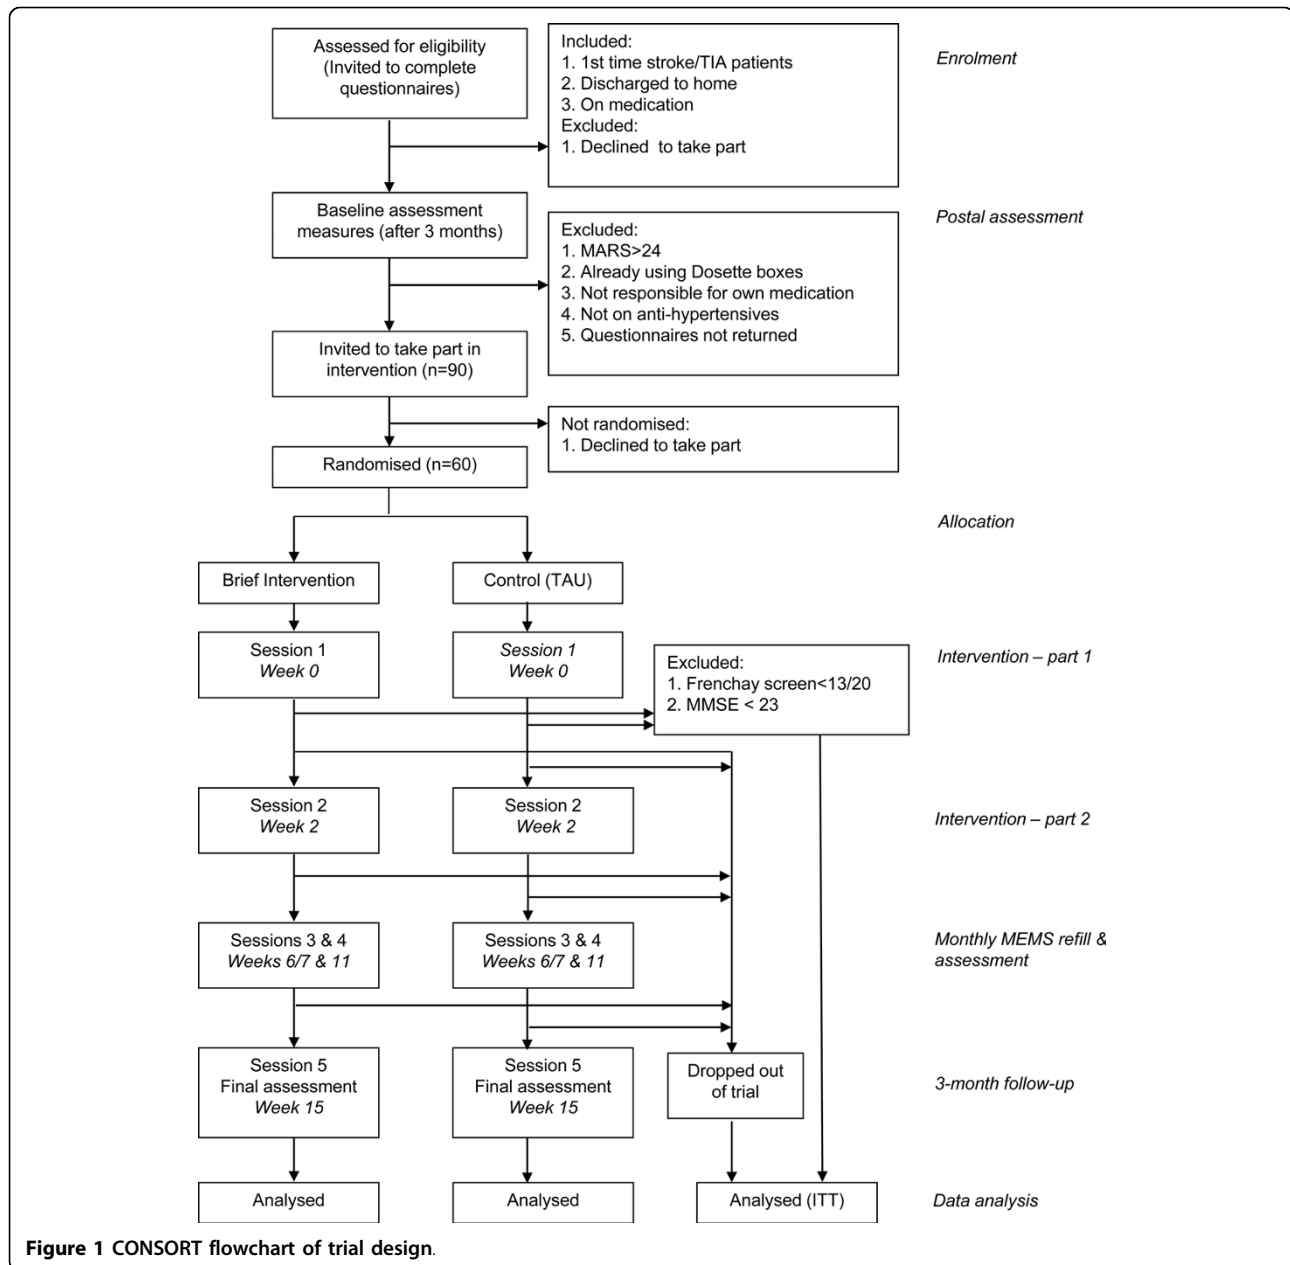 Assessed for eligibility
(Invited to complete
questionnaires)
Included:
1. 1st time stroke/TIA patients
2. Discharged to home
3. On medication
Excluded:
1. Declined to take part
Enrolment
Baseline assessment
measures (after 3 months)
Excluded:
1. MARS>24
2. Already using Dosette boxes
3. Not responsible for own medication
4. Not on anti-hypertensives
5. Questionnaires not returned
Postal assessment
Invited to take part in
intervention (n=90)
Not randomised:
1. Declined to take part
Randomised (n=60)
Allocation
Brief Intervention
Control (TAU)
Session 1
Week 0
Session 1
Week 0
Excluded:
1. Frenchay screen<13/20
2. MMSE < 23
Intervention – part 1
Session 2
Week 2
Session 2
Week 2
Intervention – part 2
Sessions 3 & 4
Weeks 6/7 & 11
Sessions 3 & 4
Weeks 6/7 & 11
Monthly MEMS refill &
assessment
Session 5
Final assessment
Week 15
Session 5
Final assessment
Week 15
Dropped out
of trial
3-month follow-up
Analysed
Analysed
Analysed (ITT)
Data analysis
Figure 1 CONSORT flowchart of trial design.